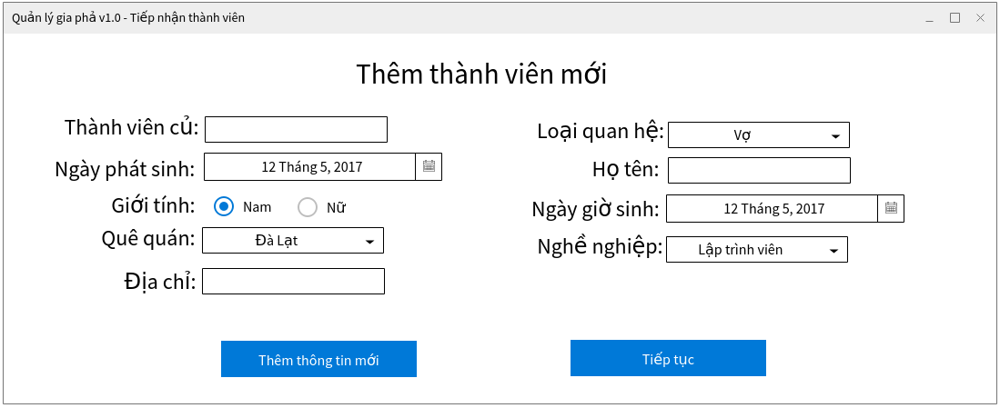 Quản lý gia phả v1.0 - Tiếp nhận thành viên
Thêm thành viên mới
Thành viên củ:
Loại quan hệ: Vợ
Ngày phát sinh: 12 Tháng 5, 2017
Họ tên:
Giới tính: Nam Nữ
Ngày giờ sinh: 12 Tháng 5, 2017
Quê quán: Đà Lạt
Nghề nghiệp: Lập trình viên
Địa chỉ:
Thêm thông tin mới
Tiếp tục